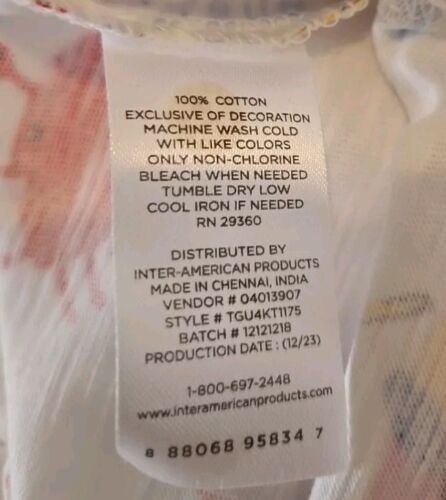 100% COTTON
EXCLUSIVE OF DECORATION
MACHINE WASH COLD
WITH LIKE COLORS
ONLY NON-CHLORINE
BLEACH WHEN NEEDED
TUMBLE DRY LOW
COOL IRON IF NEEDED
RN 29360
DISTRIBUTED BY
INTER-AMERICAN PRODUCTS
MADE IN CHENNAI, INDIA
VENDOR # 04013907
STYLE # TGU4KT1175
BATCH # 12121218
PRODUCTION DATE : (12/23)
1-800-697-2448
www.interamericanproducts.com
8 88068 95834 7